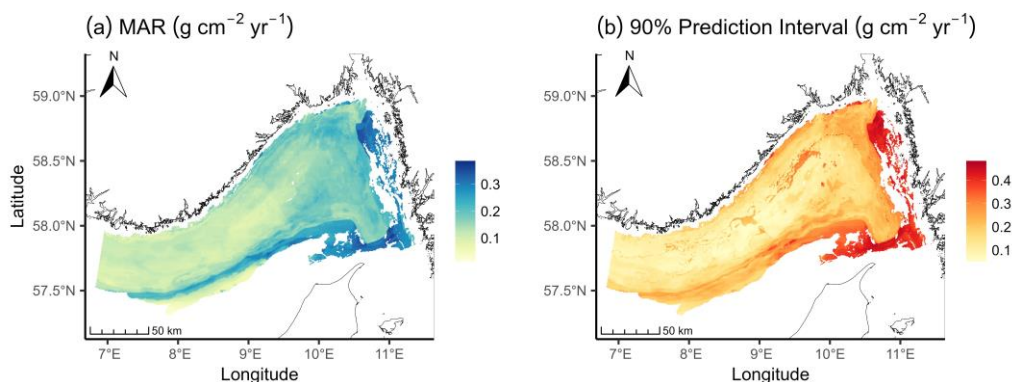 (a) MAR (g cm⁻² yr⁻¹)
(b) 90% Prediction Interval (g cm⁻² yr⁻¹)
N
N
59.0°N
58.5°N
58.0°N
57.5°N
Latitude
0.3
0.2
0.1
50 km
7°E 8°E 9°E 10°E 11°E
Longitude
59.0°N
58.5°N
58.0°N
57.5°N
0.4
0.3
0.2
0.1
50 km
7°E 8°E 9°E 10°E 11°E
Longitude